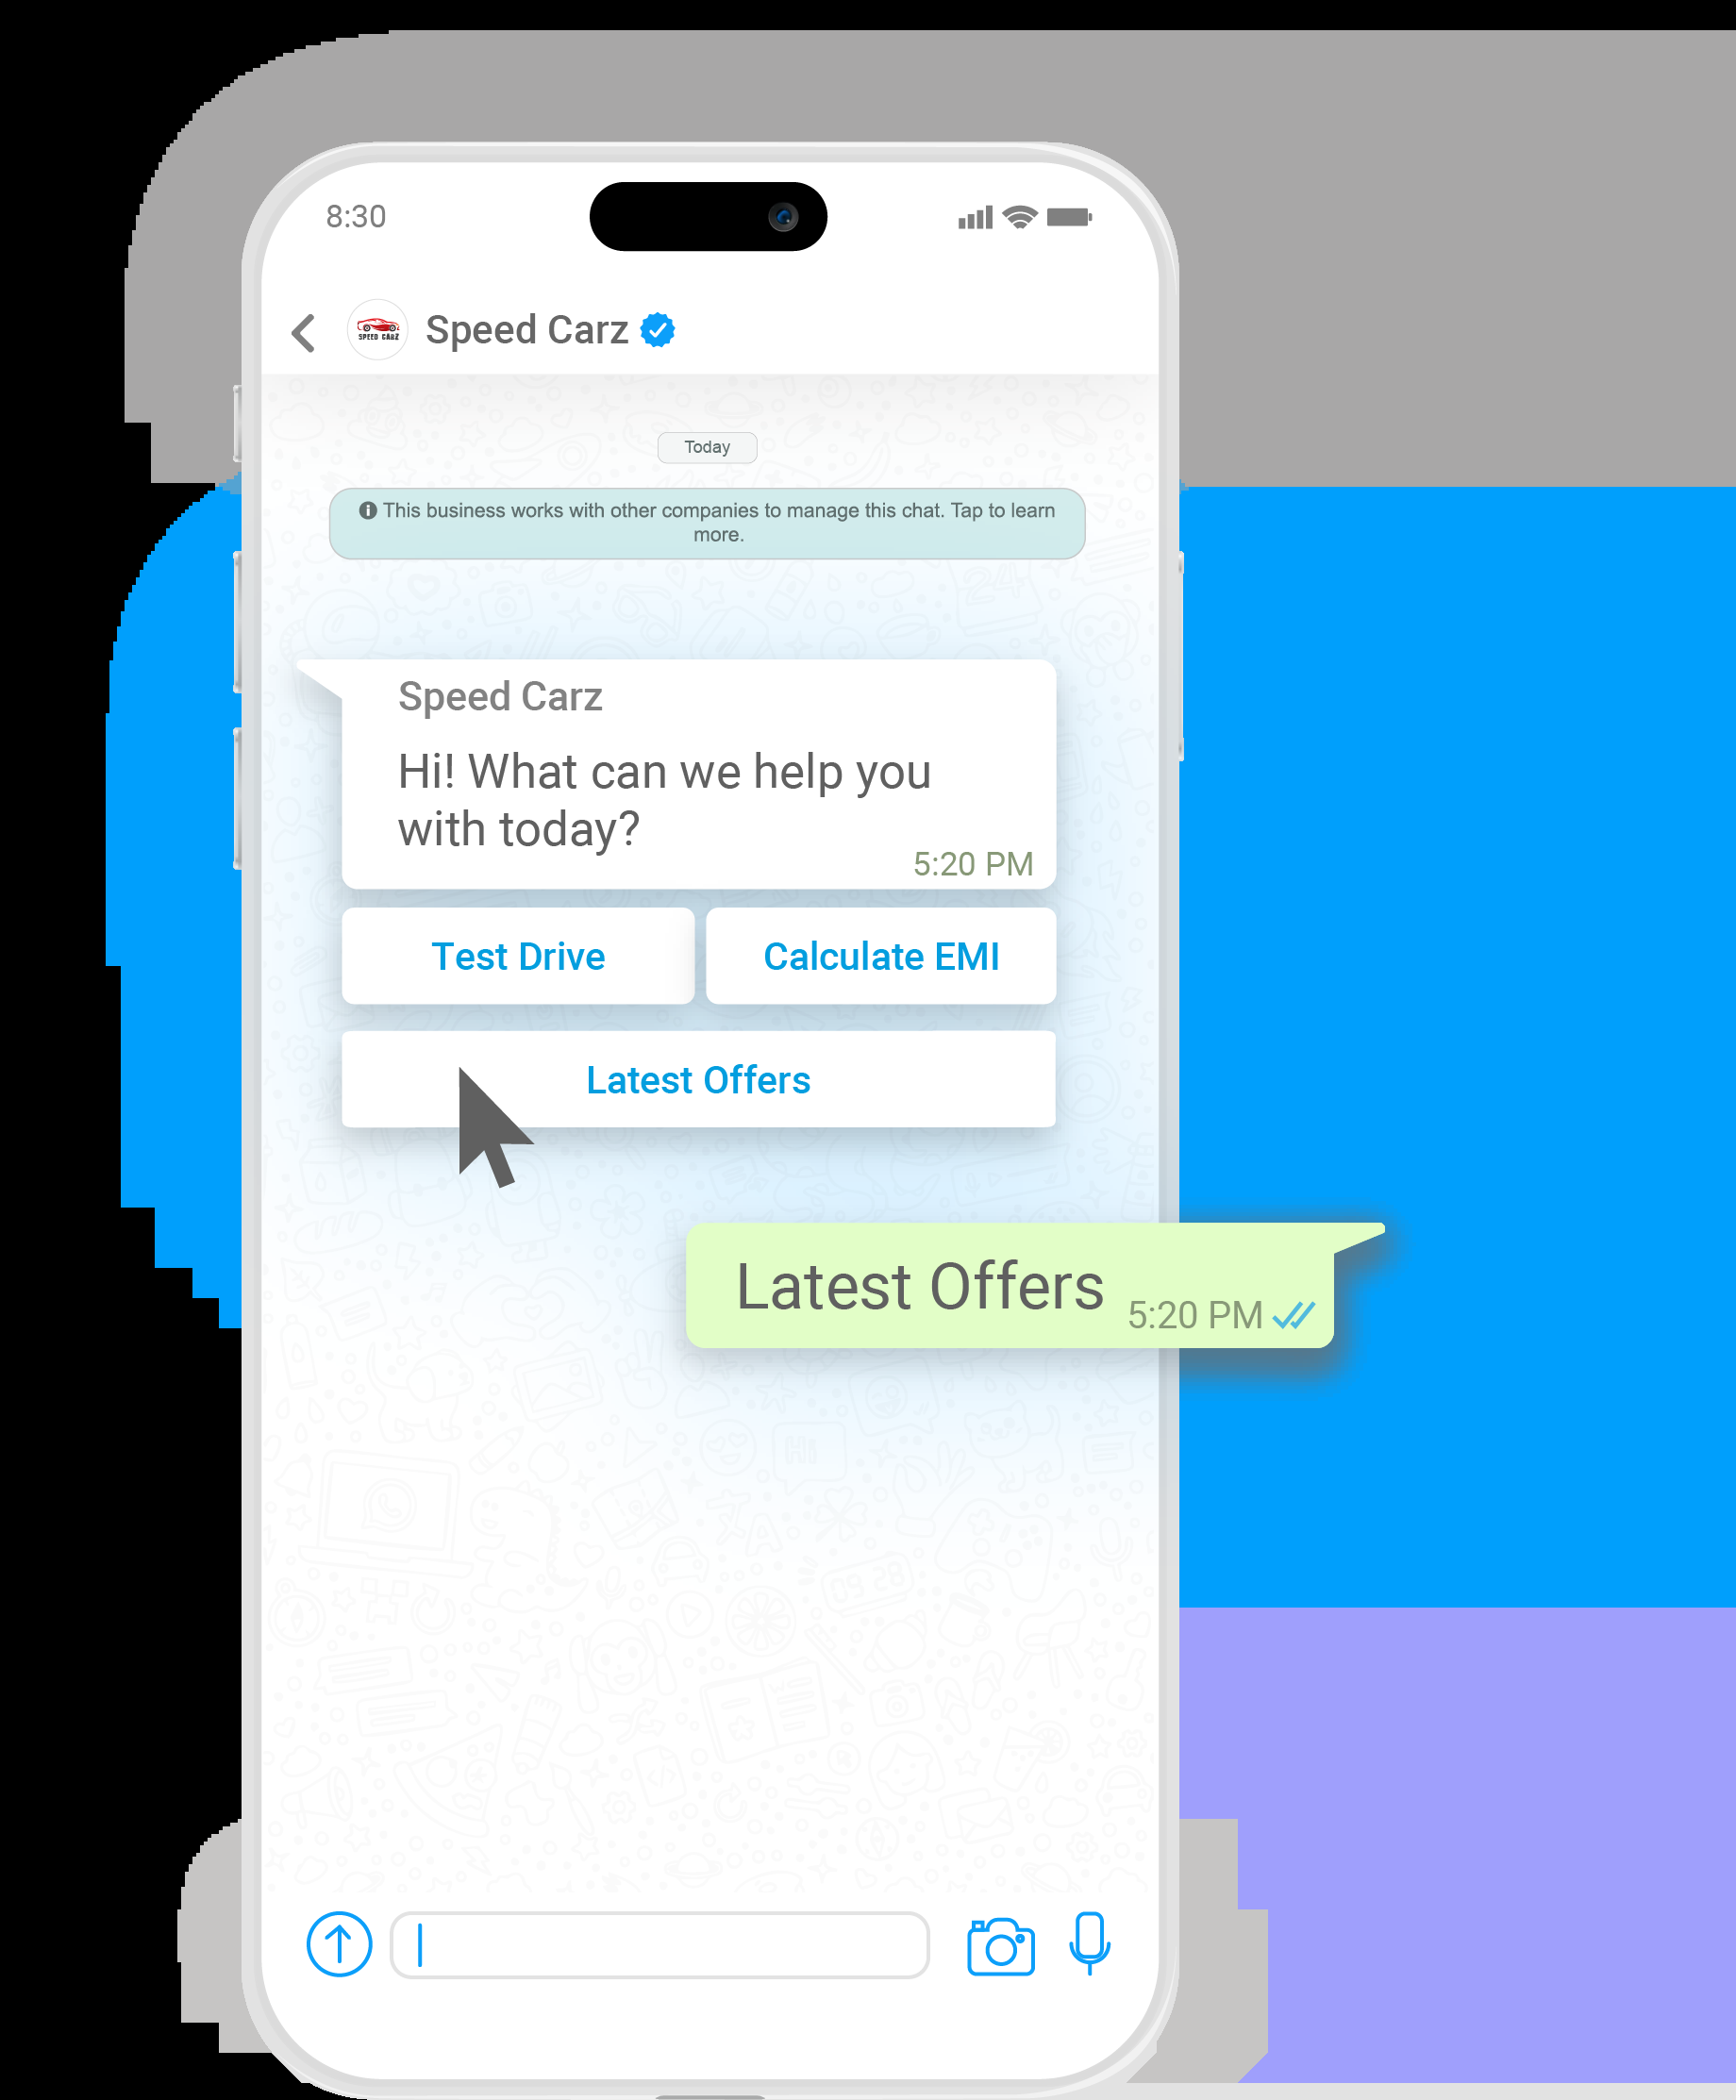 8:30
SPEED CARZ
Speed Carz
Today
This business works with other companies to manage this chat. Tap to learn
more.
Speed Carz
Hi! What can we help you
with today?
5:20 PM
Test Drive
Calculate EMI
Latest Offers
Latest Offers
5:20 PM